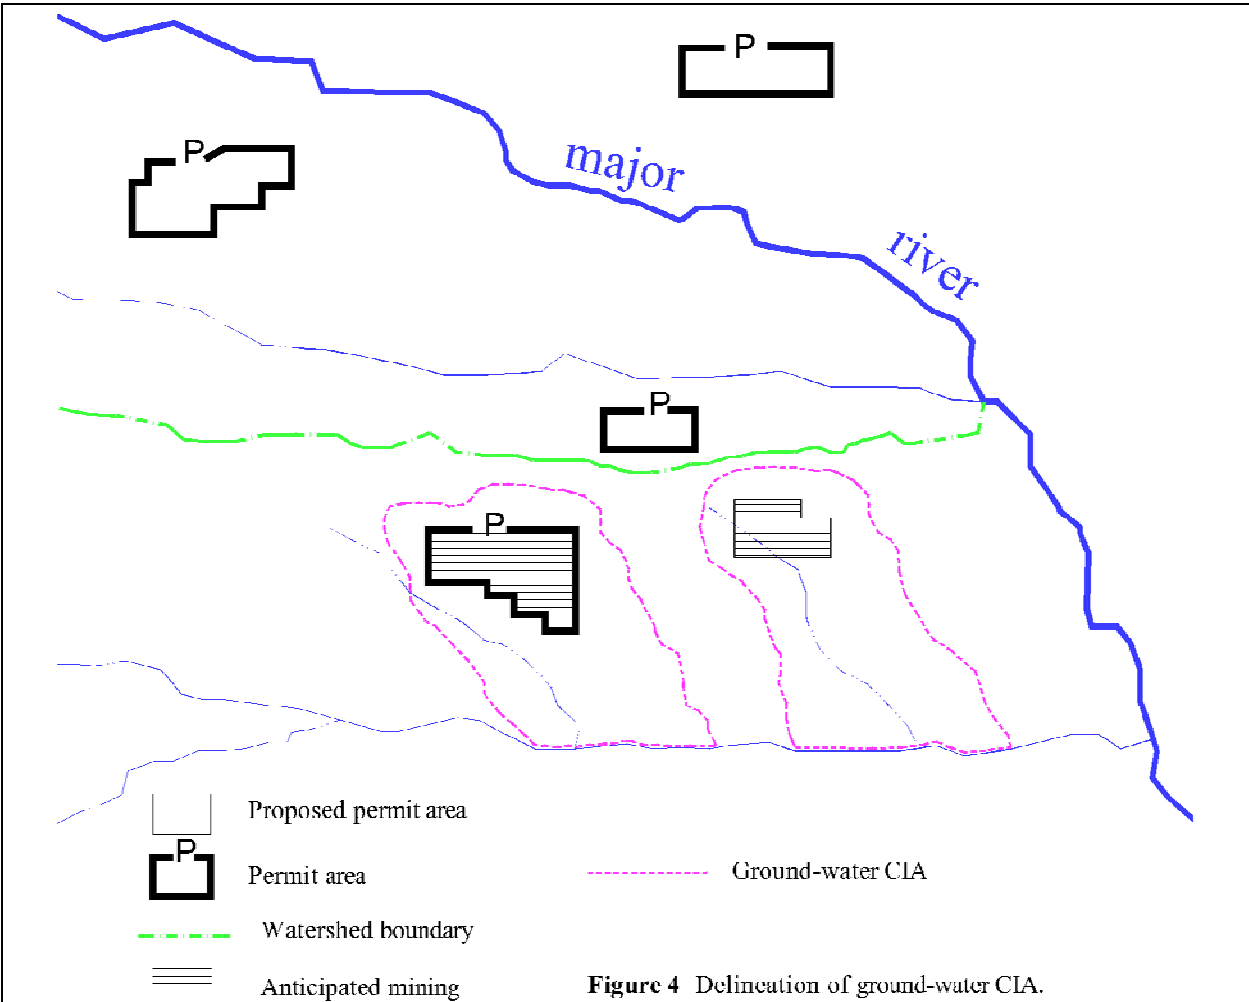 P
major
P
river
P
P
Proposed permit area
P
Permit area
Ground-water CIA
Watershed boundary
Anticipated mining
Figure 4 Delineation of ground-water CIA.